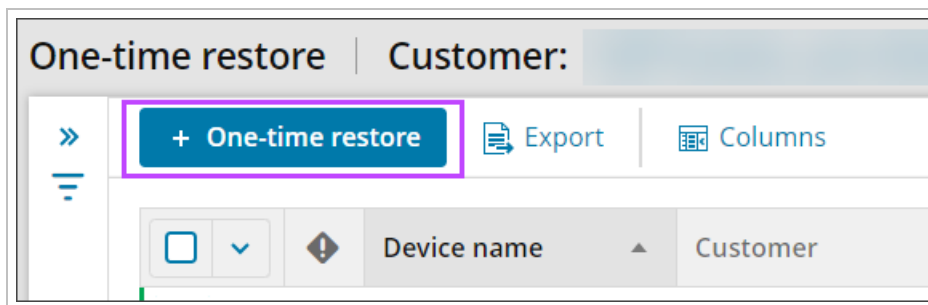 One-time restore | Customer:
+ One-time restore Export Columns
Device name Customer